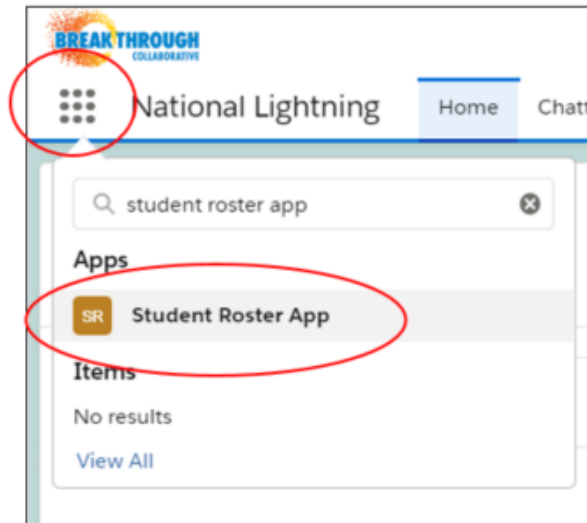 BREAKTHROUGH
COLLABORATIVE
National Lightning Home Chatt
student roster app
Apps
SR Student Roster App
Items
No results
View All